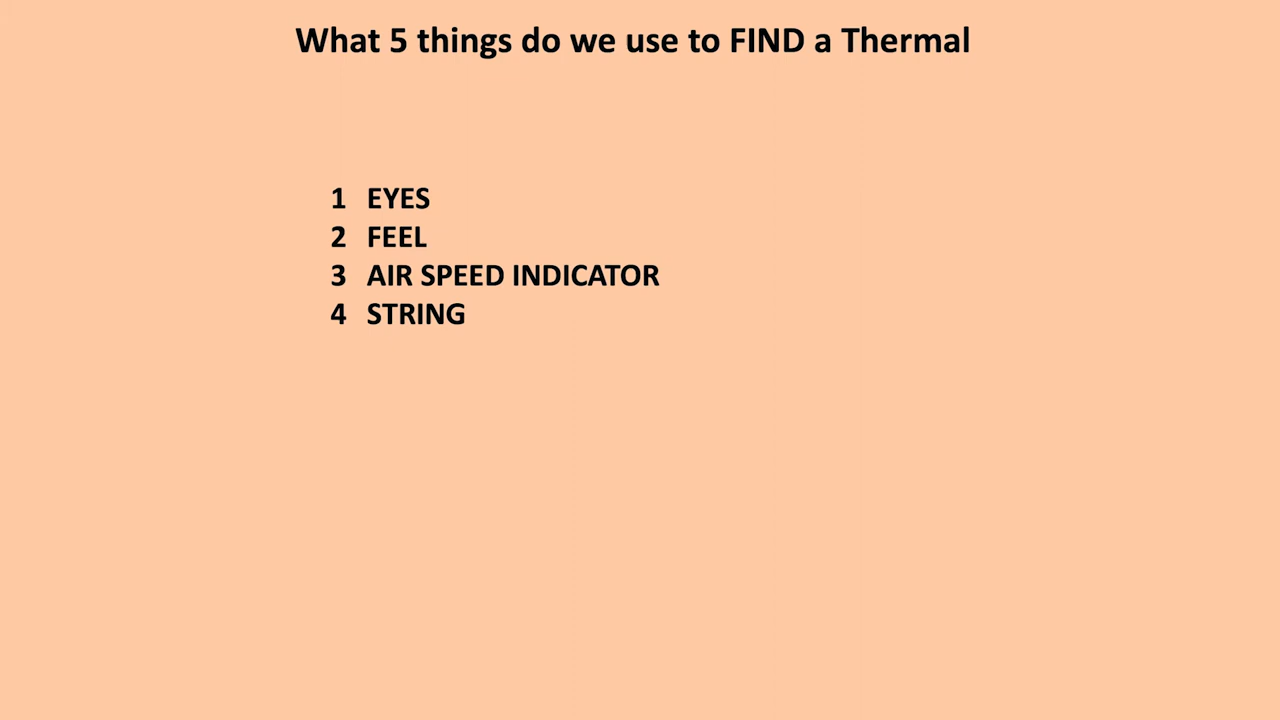 What 5 things do we use to FIND a Thermal
1 EYES
2 FEEL
3 AIR SPEED INDICATOR
4 STRING